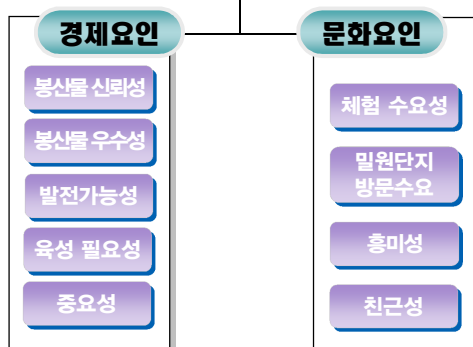 경제요인
봉산물 신뢰성
봉산물 우수성
발전가능성
육성 필요성
중요성
문화요인
체험 수요성
밀원단지
방문수요
흥미성
친근성